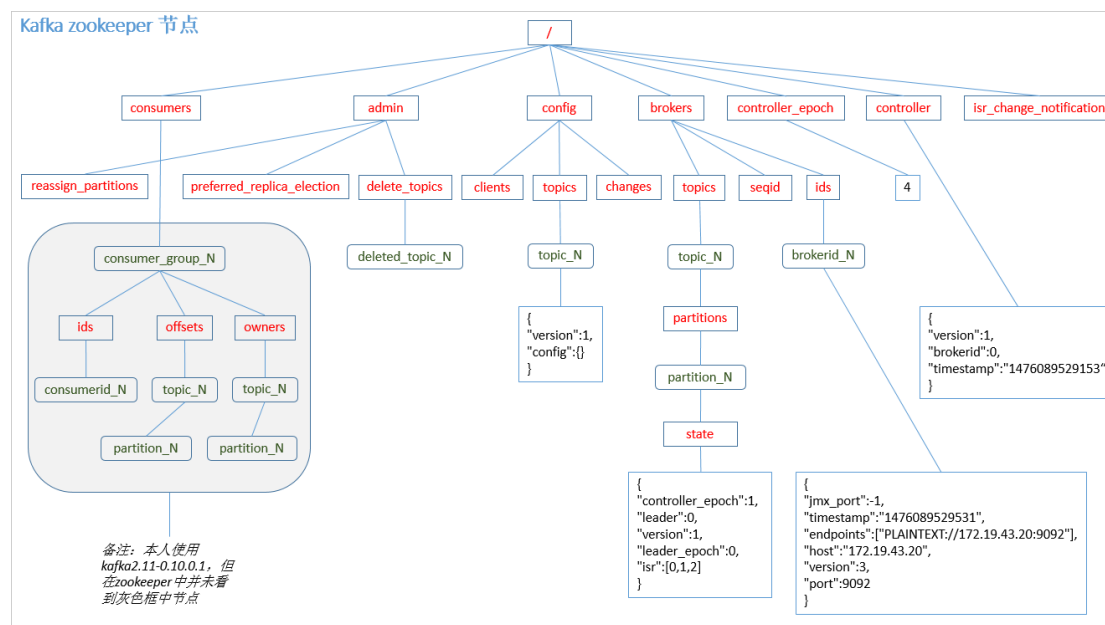 Kafka zookeeper 节点
/
consumers
admin
config
brokers
controller_epoch
controller
isr_change_notification
reassign_partitions
preferred_replica_election
delete_topics
clients
topics
changes
topics
seqid
ids
4
consumer_group_N
deleted_topic_N
topic_N
topic_N
brokerid_N
ids
offsets
owners
consumerid_N
topic_N
topic_N
partition_N
partition_N
{
"version":1,
"config":{}
}
partitions
partition_N
state
{
"version":1,
"brokerid":0,
"timestamp":"1476089529153"
}
{
"controller_epoch":1,
"leader":0,
"version":1,
"leader_epoch":0,
"isr":[0,1,2]
}
{
"jmx_port":-1,
"timestamp":"1476089529531",
"endpoints":["PLAINTEXT://172.19.43.20:9092"],
"host":"172.19.43.20",
"version":3,
"port":9092
}
备注：本人使用
kafka2.11-0.10.0.1，但
在zookeeper中并未看
到灰色框中节点